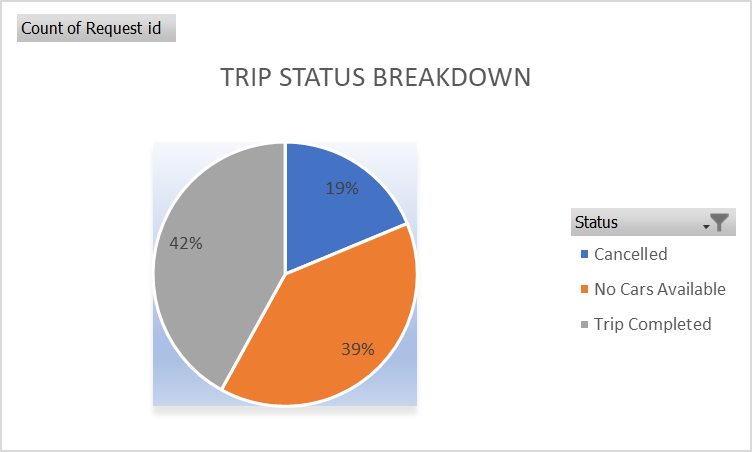 Count of Request id
TRIP STATUS BREAKDOWN
19%
42%
39%
Status
Cancelled
No Cars Available
Trip Completed